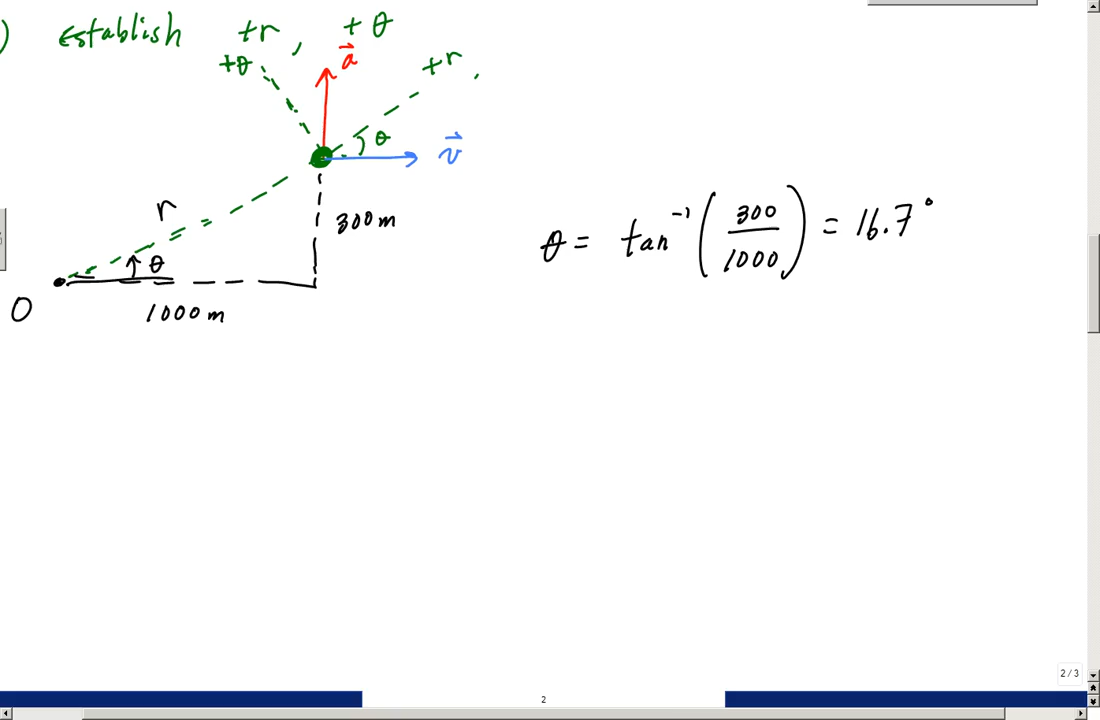 ) establish +r, +θ
+θ
a⃗
+r,
θ
v⃗
r
300m
θ = tan⁻¹(300/1000) = 16.7°
θ
O
1000m
2/3
2